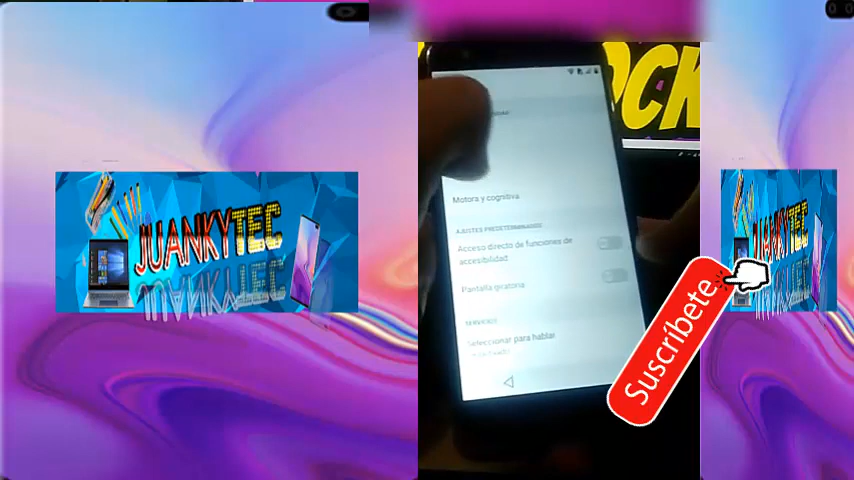 JUANKYTEC
OCK
Motora y cognitiva
AJUSTES PREDETERMINADOS
Acceso directo de funciones de
accesibilidad
Pantalla giratoria
SERVICIOS
Seleccionar para hablar
Suscríbete
JUANKYTEC